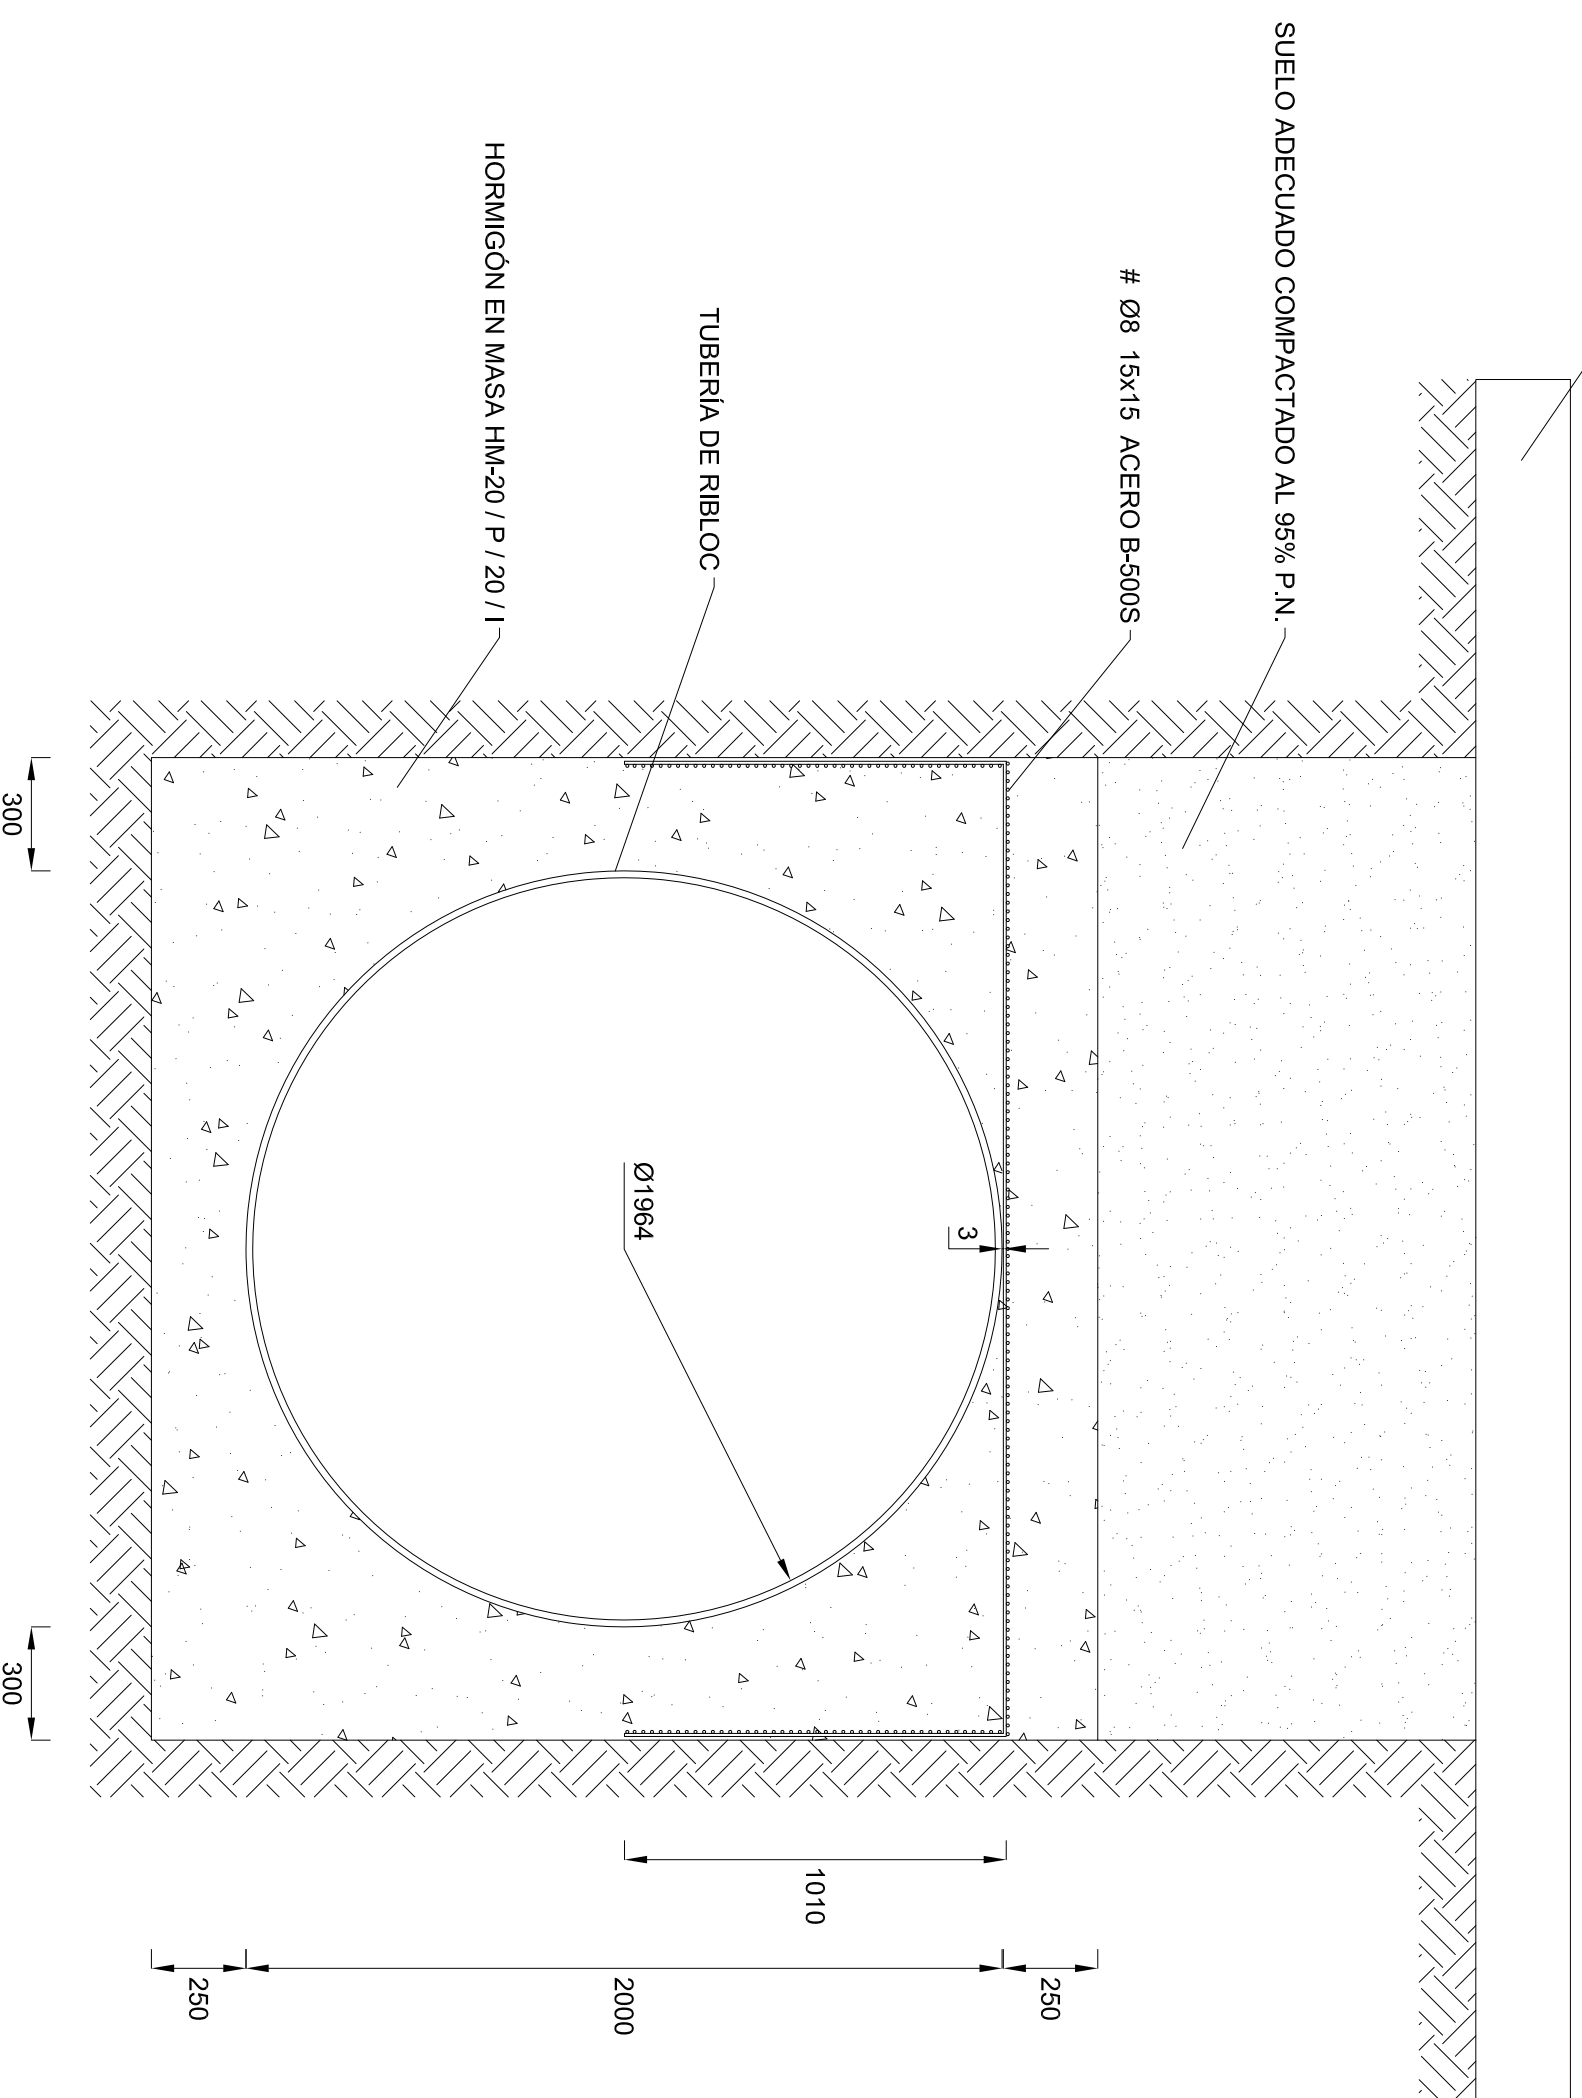 SUELO ADECUADO COMPACTADO AL 95% P.N.
# Ø8 15x15 ACERO B-500S
TUBERÍA DE RIBLOC
HORMIGÓN EN MASA HM-20 / P / 20 / I
Ø1964
3
1010
250
2000
250
300
300